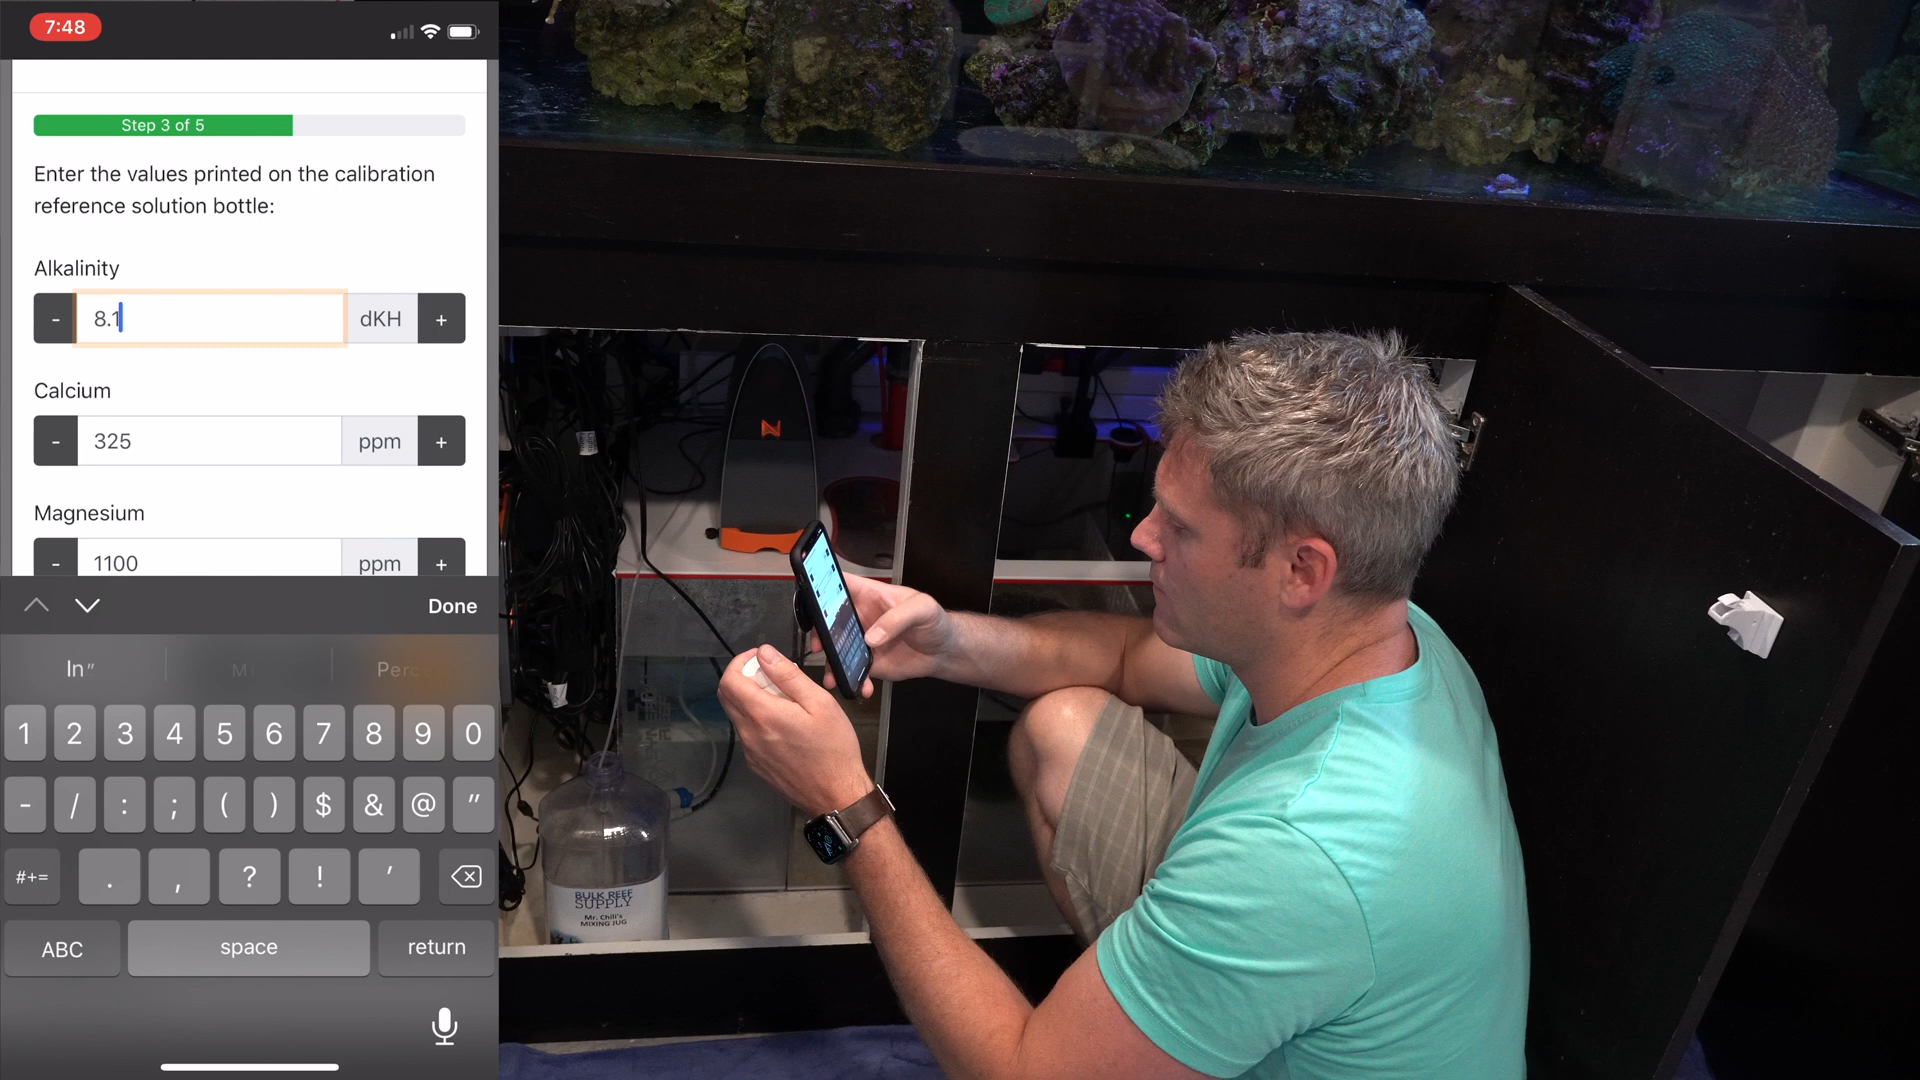 7:48
Step 3 of 5
Enter the values printed on the calibration
reference solution bottle:
Alkalinity
- 8.1 dKH +
Calcium
- 325 ppm +
Magnesium
- 1100 ppm +
Done
In"
1 2 3 4 5 6 7 8 9 0
- / : ; ( ) $ & @ "
#+= . , ? ! '
ABC space return
BULK REEF
SUPPLY
Mr. Chili's
MIXING JUG